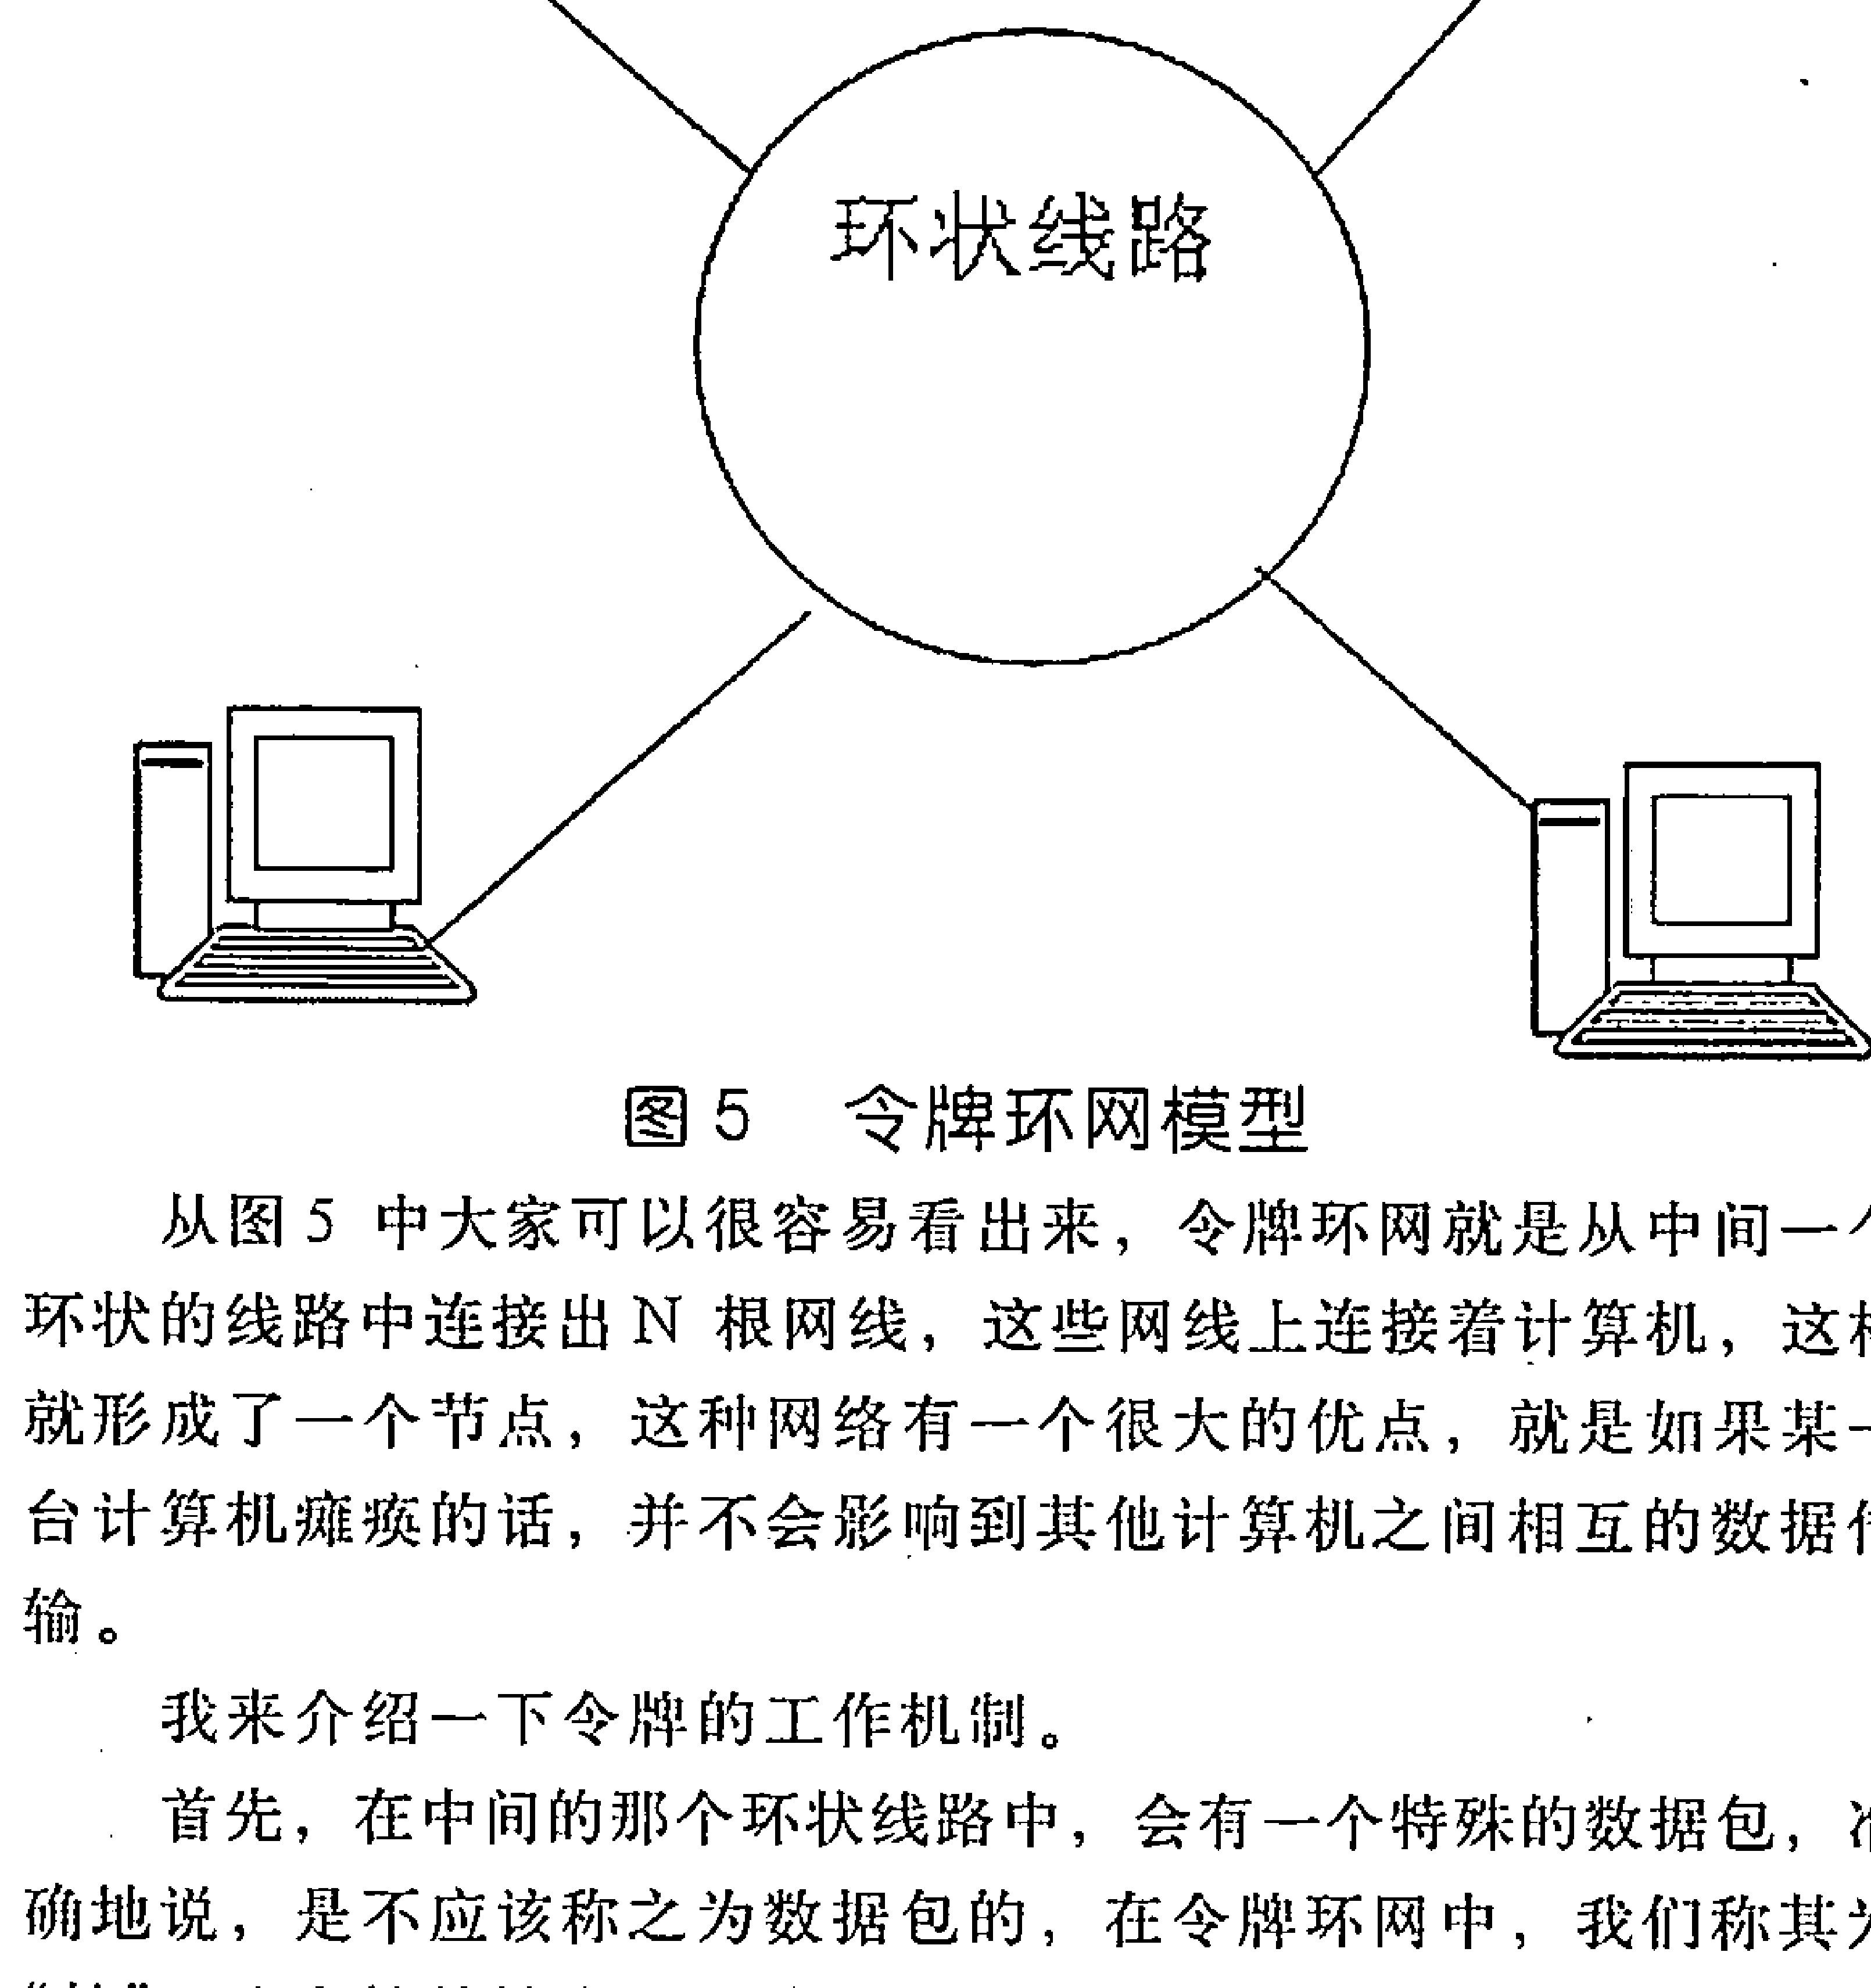 环状线路
图 5 令牌环网模型
从图 5 中大家可以很容易看出来，令牌环网就是从中间一个
环状的线路中连接出 N 根网线，这些网线上连接着计算机，这样
就形成了一个节点，这种网络有一个很大的优点，就是如果某一
台计算机瘫痪的话，并不会影响到其他计算机之间相互的数据传
输。
我来介绍一下令牌的工作机制。
首先，在中间的那个环状线路中，会有一个特殊的数据包，准
确地说，是不应该称之为数据包的，在令牌环网中，我们称其为